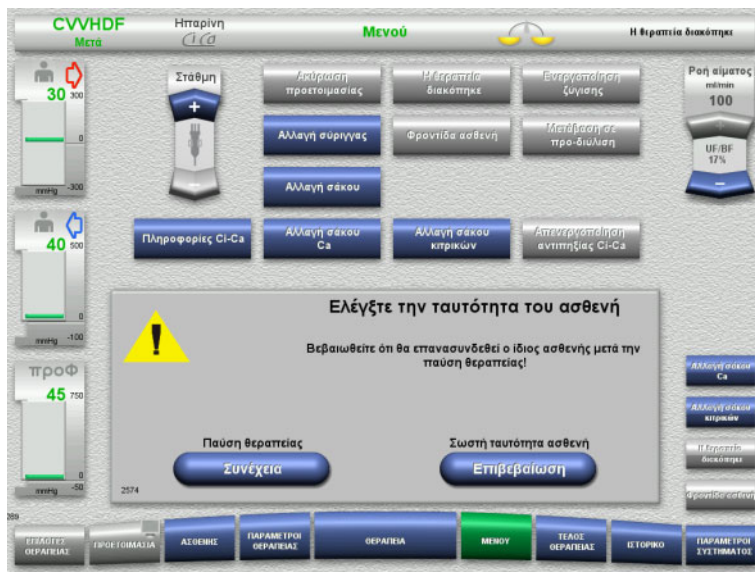 CVVHDF
Μετά
Ηπαρίνη
Ci Ca
Μενού
Η θεραπεία διακόπηκε
30
300
0
mmHg -300
40
500
0
mmHg -100
προΦ
45
750
mmHg -50
Στάθμη
+
−
Ακύρωση
προετοιμασίας
Η θεραπεία
διακόπηκε
Ενεργοποίηση
ζύγισης
Αλλαγή σύριγγας
Φροντίδα ασθενή
Μετάβαση σε
προ-διύλιση
Αλλαγή σάκου
Πληροφορίες Ci-Ca
Αλλαγή σάκου
Ca
Αλλαγή σάκου
κιτρικών
Απενεργοποίηση
αντιπηξίας Ci-Ca
Ροή αίματος
ml/min
100
+
UF/BF
17%
−
Ελέγξτε την ταυτότητα του ασθενή
Βεβαιωθείτε ότι θα επανασυνδεθεί ο ίδιος ασθενής μετά την
παύση θεραπείας!
Παύση θεραπείας
Συνέχεια
Σωστή ταυτότητα ασθενή
Επιβεβαίωση
2574
Αλλαγή σάκου
Ca
Αλλαγή σάκου
κιτρικών
Η θεραπεία
διακόπηκε
Φροντίδα ασθενή
ΕΠΙΛΟΓΕΣ
ΘΕΡΑΠΕΙΑΣ
ΠΡΟΕΤΟΙΜΑΣΙΑ
ΑΣΘΕΝΗΣ
ΠΑΡΑΜΕΤΡΟΙ
ΘΕΡΑΠΕΙΑΣ
ΘΕΡΑΠΕΙΑ
ΜΕΝΟΥ
ΤΕΛΟΣ
ΘΕΡΑΠΕΙΑΣ
ΙΣΤΟΡΙΚΟ
ΠΑΡΑΜΕΤΡΟΙ
ΣΥΣΤΗΜΑΤΟΣ